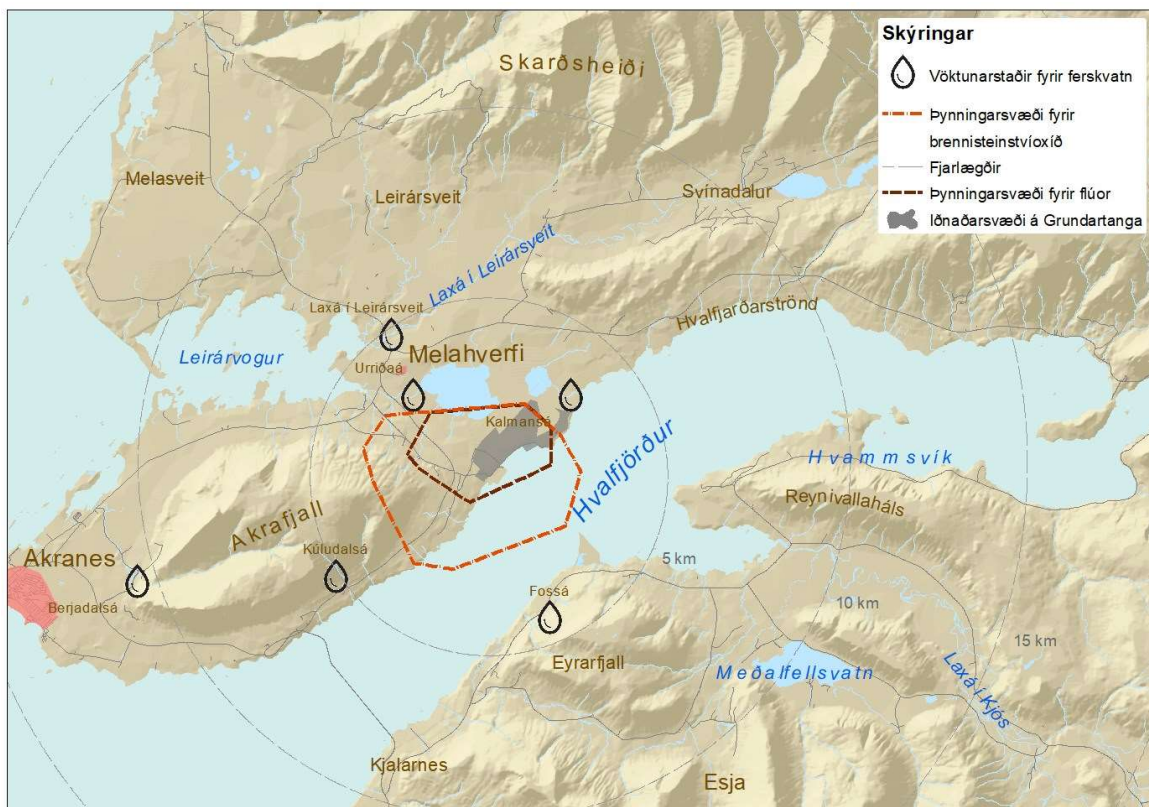 Skýringar
Vöktunarstaðir fyrir ferskvatn
Þynningarsvæði fyrir
brennisteinstvíoxíð
Fjarlægðir
Þynningarsvæði fyrir flúor
Iðnaðarsvæði á Grundartanga
Skarðsheiði
Melasveit
Leirársveit
Svínadalur
Laxá í Leirársveit
Laxá í Leirársveit
Hvalfjarðarströnd
Melahverfi
Leirárvogur
Urriðaá
Kalmansá
Hvalfjörður
Hvammsvík
Reynivallaháls
Akrafjall
Akranes
Kúludalsá
Berjadalsá
5 km
Fossá
10 km
15 km
Eyrarfjall
Meðalfellsvatn
Laxá í Kjós
Kjalarnes
Esja